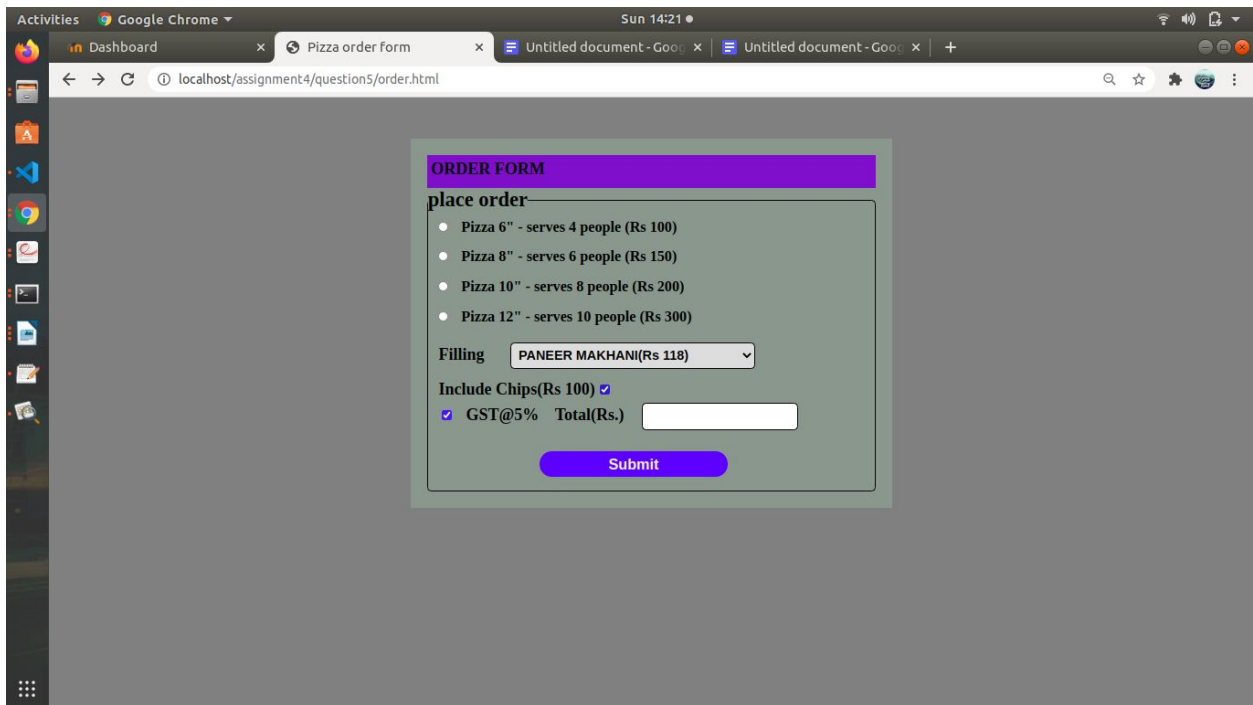 Activities Google Chrome Sun 14:21
Dashboard Pizza order form Untitled document - Goog Untitled document - Goog
localhost/assignment4/question5/order.html
ORDER FORM
place order
Pizza 6" - serves 4 people (Rs 100)
Pizza 8" - serves 6 people (Rs 150)
Pizza 10" - serves 8 people (Rs 200)
Pizza 12" - serves 10 people (Rs 300)
Filling PANEER MAKHANI(Rs 118)
Include Chips(Rs 100)
GST@5% Total(Rs.)
Submit